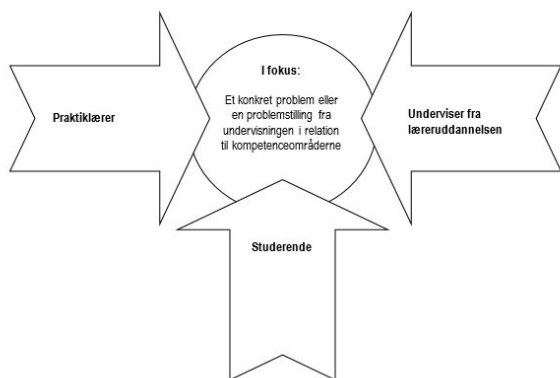 I fokus:
Et konkret problem eller
en problemstilling fra
undervisningen i relation
til kompetenceområderne
Praktiklærer
Underviser fra
læreruddannelsen
Studerende